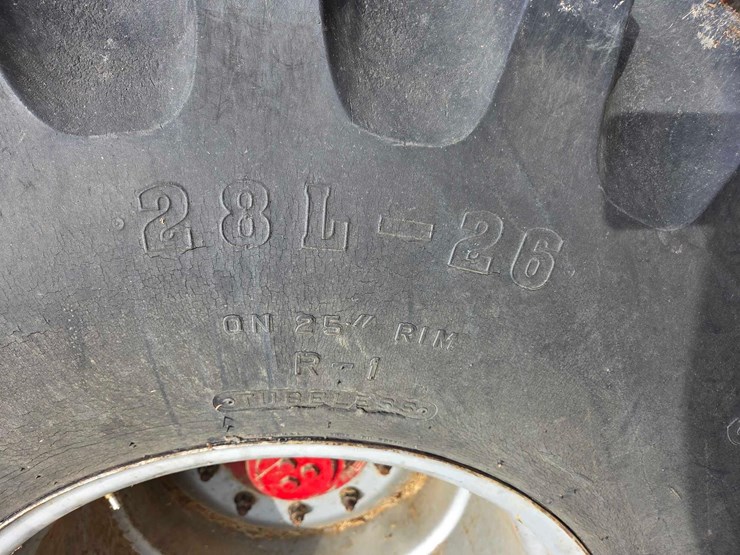 28L-26
ON 25" RIM
R-1
TUBELESS